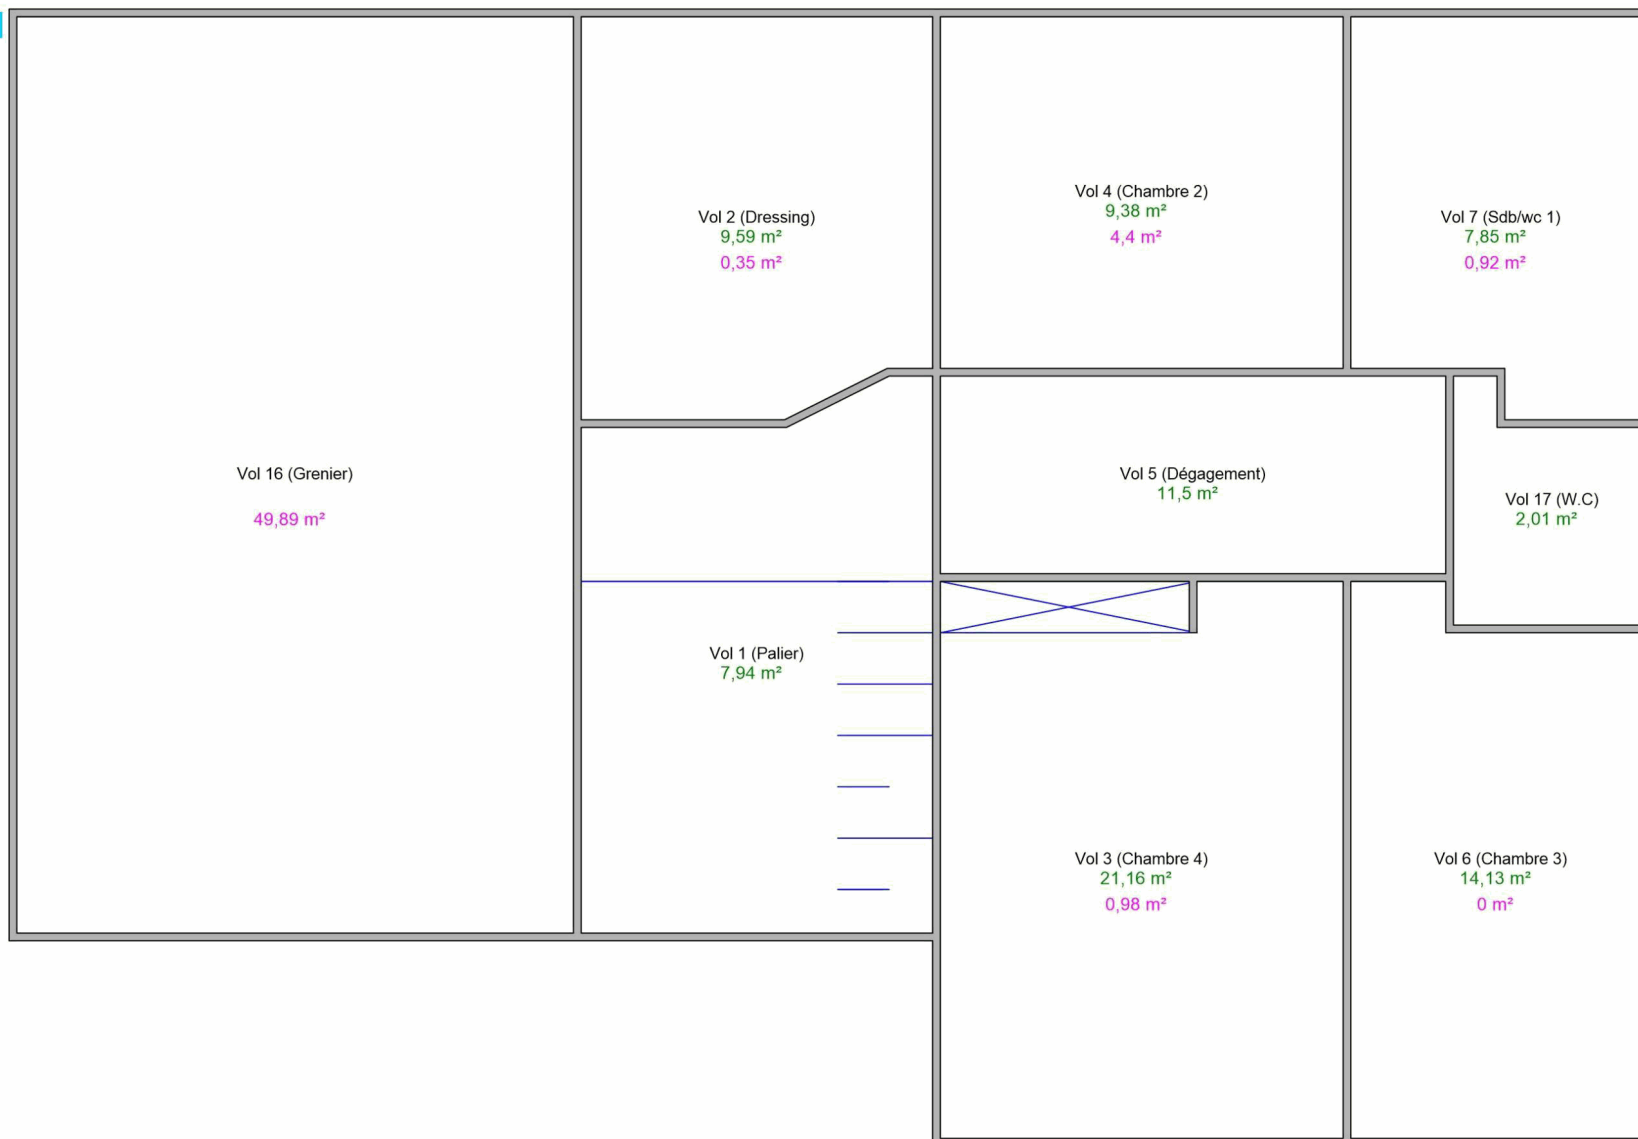 Vol 4 (Chambre 2)
9,38 m²
4,4 m²
Vol 2 (Dressing)
9,59 m²
0,35 m²
Vol 7 (Sdb/wc 1)
7,85 m²
0,92 m²
Vol 16 (Grenier)
49,89 m²
Vol 5 (Dégagement)
11,5 m²
Vol 17 (W.C)
2,01 m²
Vol 1 (Palier)
7,94 m²
Vol 3 (Chambre 4)
21,16 m²
0,98 m²
Vol 6 (Chambre 3)
14,13 m²
0 m²